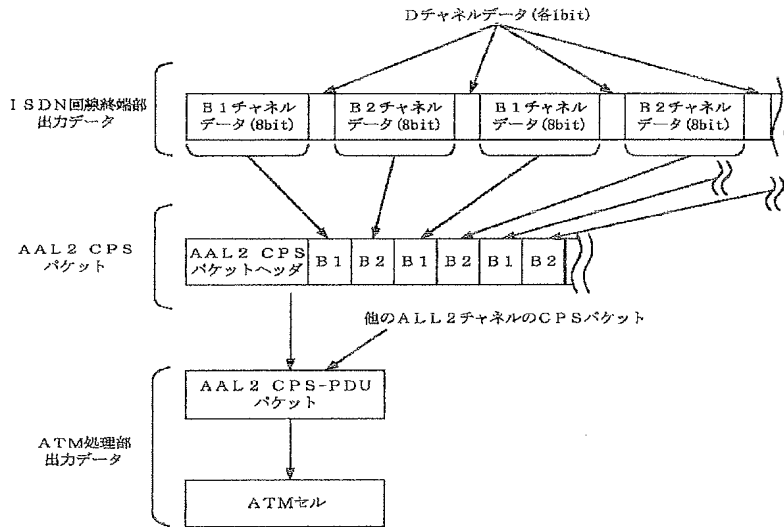 Dチャネルデータ(各1bit)
ISDN回線終端部
出力データ
B1チャネル
データ(8bit)
B2チャネル
データ(8bit)
B1チャネル
データ(8bit)
B2チャネル
データ(8bit)
AAL2 CPS
パケット
AAL2 CPS
パケットヘッダ
B1
B2
B1
B2
B1
B2
他のALL2チャネルのCPSパケット
AAL2 CPS-PDU
パケット
ATM処理部
出力データ
ATMセル